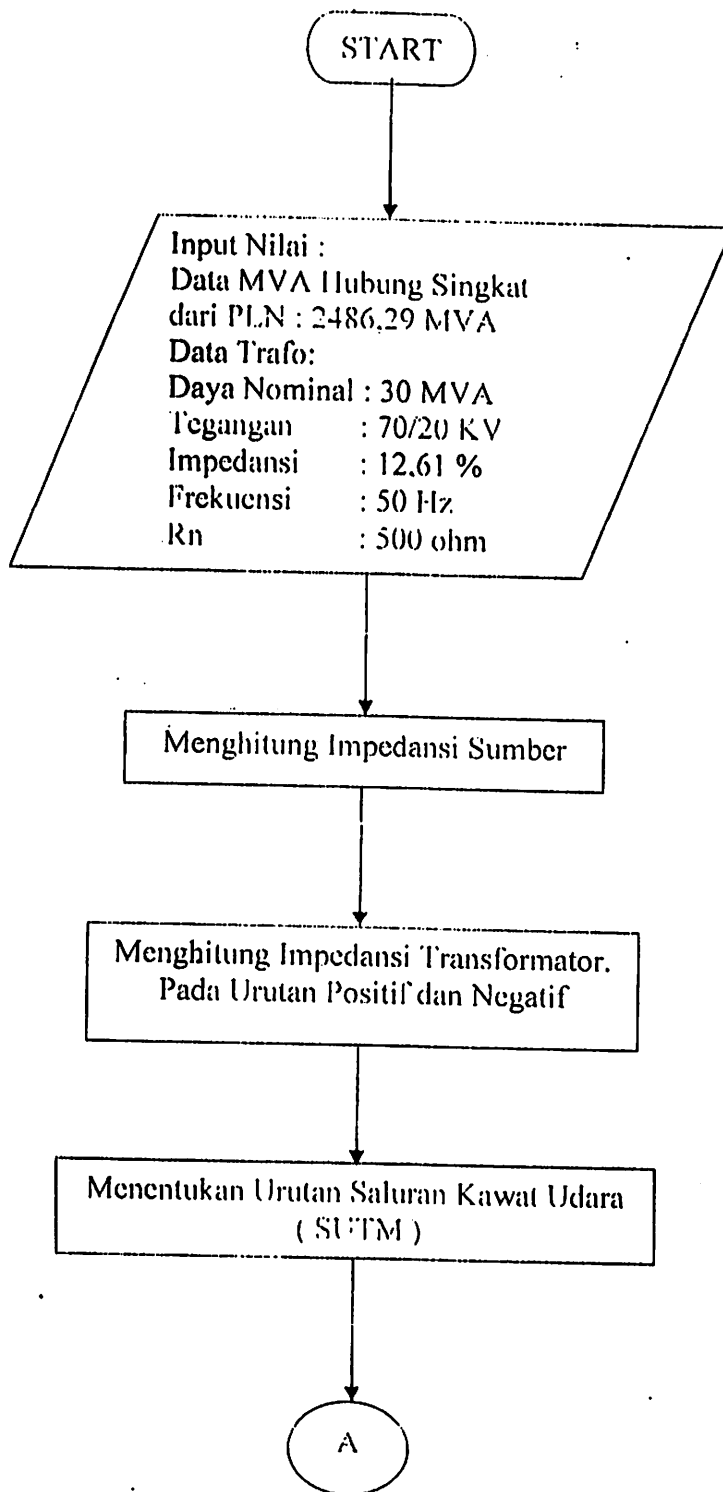 START
Input Nilai :
Data MVA Hubung Singkat
dari PLN : 2486,29 MVA
Data Trafo:
Daya Nominal : 30 MVA
Tegangan : 70/20 KV
Impedansi : 12,61 %
Frekuensi : 50 Hz
Rn : 500 ohm
Menghitung Impedansi Sumber
Menghitung Impedansi Transformator.
Pada Urutan Positif dan Negatif
Menentukan Urutan Saluran Kawat Udara
( SUTM )
A